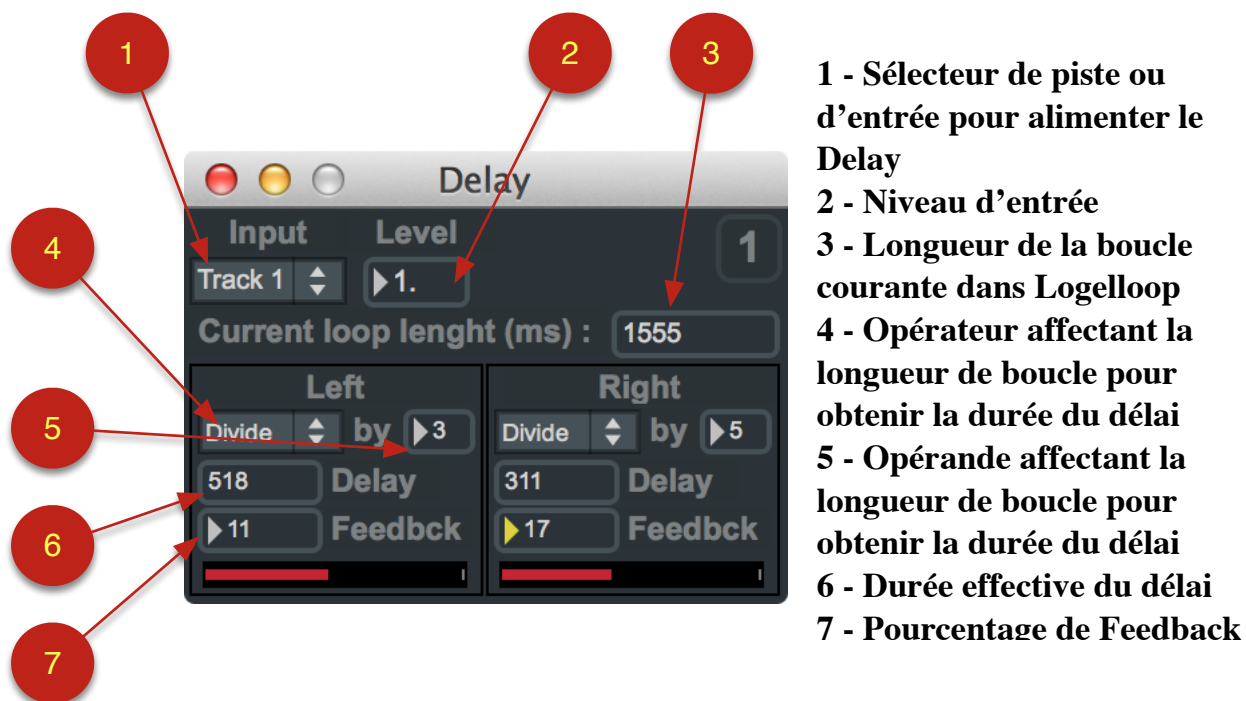 1
2
3
1 - Sélecteur de piste ou
d'entrée pour alimenter le
Delay
2 - Niveau d'entrée
3 - Longueur de la boucle
courante dans Logelloop
4 - Opérateur affectant la
longueur de boucle pour
obtenir la durée du délai
5 - Opérande affectant la
longueur de boucle pour
obtenir la durée du délai
6 - Durée effective du délai
7 - Pourcentage de Feedback
Delay
4
Input Level
1
Track 1 1.
Current loop lenght (ms) : 1555
Left Right
5
Divide by 3 Divide by 5
518 Delay 311 Delay
6
11 Feedbck 17 Feedbck
7